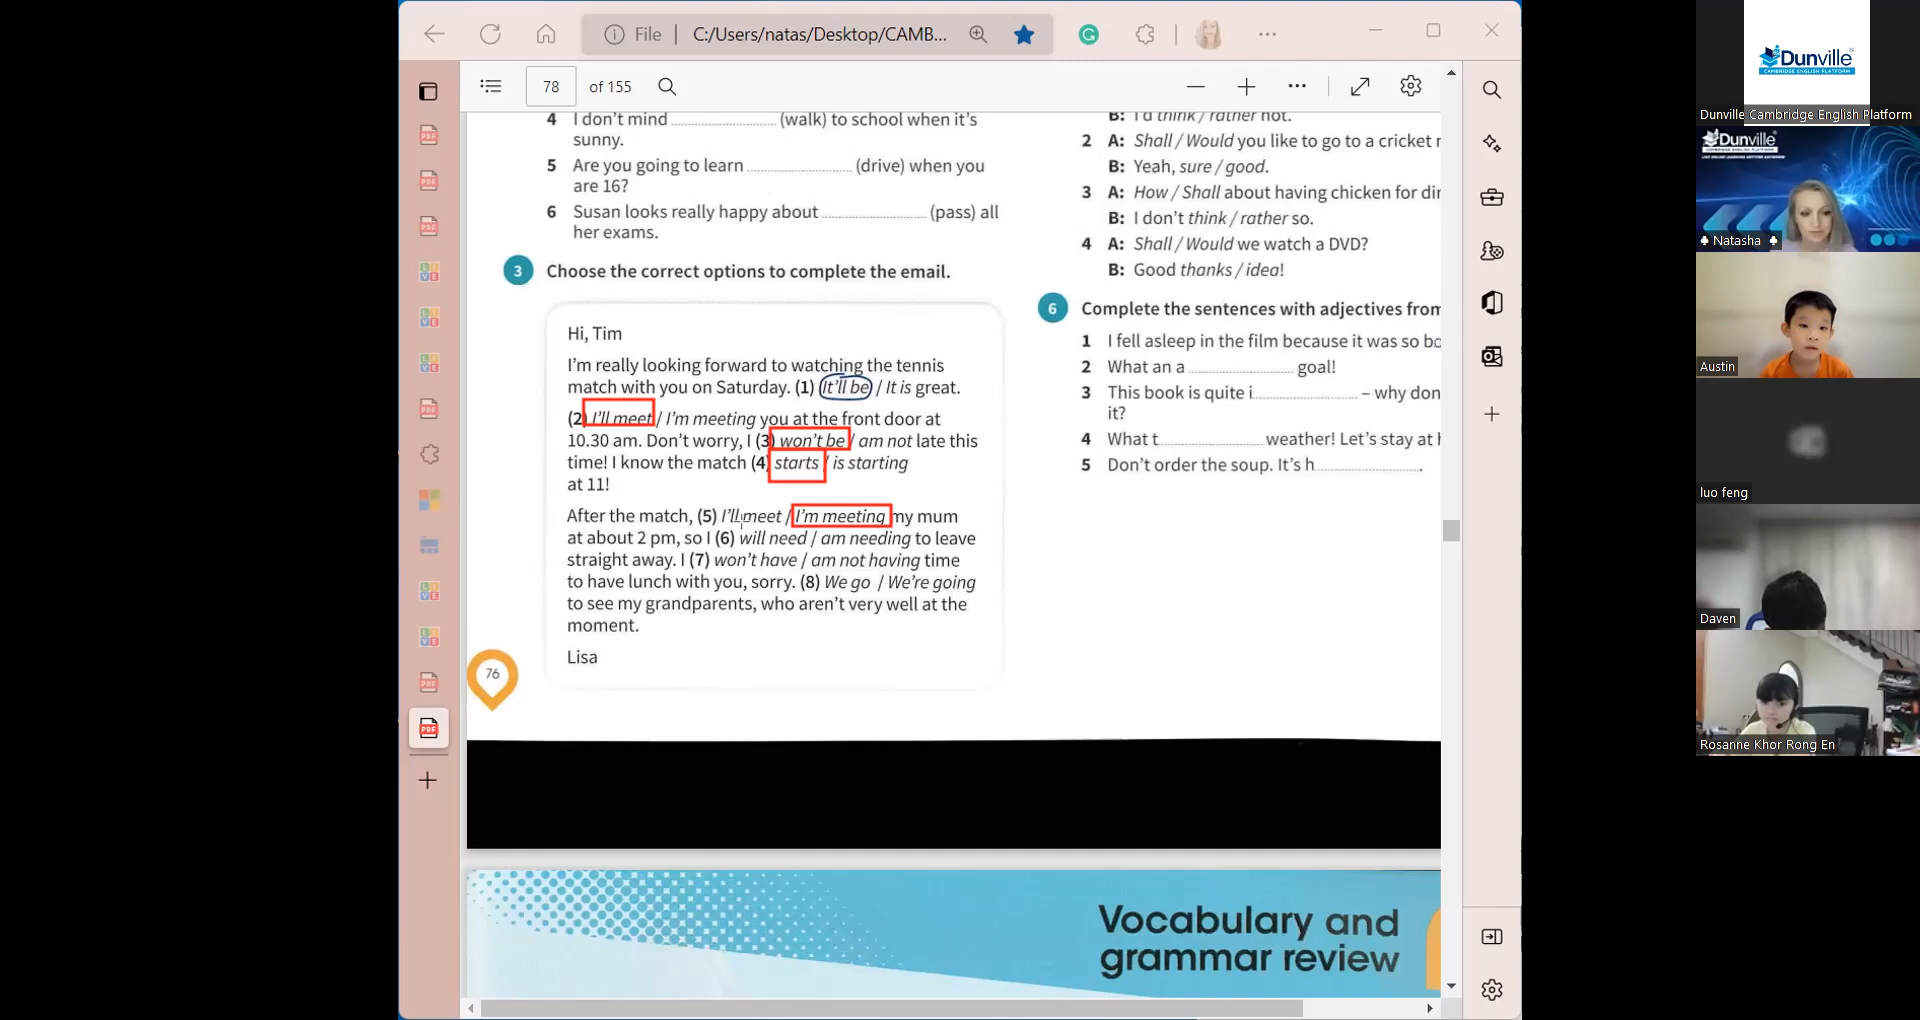 File
C:/Users/natas/Desktop/CAMB...
78 of 155
4 I don't mind .......... (walk) to school when it's
sunny.
5 Are you going to learn .......... (drive) when you
are 16?
6 Susan looks really happy about .......... (pass) all
her exams.
3 Choose the correct options to complete the email.
Hi, Tim
I'm really looking forward to watching the tennis
match with you on Saturday. (1) It'll be / It is great.
(2) I'll meet / I'm meeting you at the front door at
10.30 am. Don't worry, I (3) won't be / am not late this
time! I know the match (4) starts / is starting
at 11!
After the match, (5) I'll meet / I'm meeting my mum
at about 2 pm, so I (6) will need / am needing to leave
straight away. I (7) won't have / am not having time
to have lunch with you, sorry. (8) We go / We're going
to see my grandparents, who aren't very well at the
moment.
Lisa
76
B: I'd think / rather not.
2 A: Shall / Would you like to go to a cricket
B: Yeah, sure / good.
3 A: How / Shall about having chicken for
B: I don't think / rather so.
4 A: Shall / Would we watch a DVD?
B: Good thanks / idea!
6 Complete the sentences with adjectives from
1 I fell asleep in the film because it was so bo
2 What an a .......... goal!
3 This book is quite i.......... – why don
it?
4 What t.......... weather! Let's stay at
5 Don't order the soup. It's h...........
Vocabulary and
grammar review
Dunville
CAMBRIDGE ENGLISH PLATFORM
Dunville Cambridge English Platform
Dunville
Natasha
Austin
luo feng
Daven
Rosanne Khor Rong En